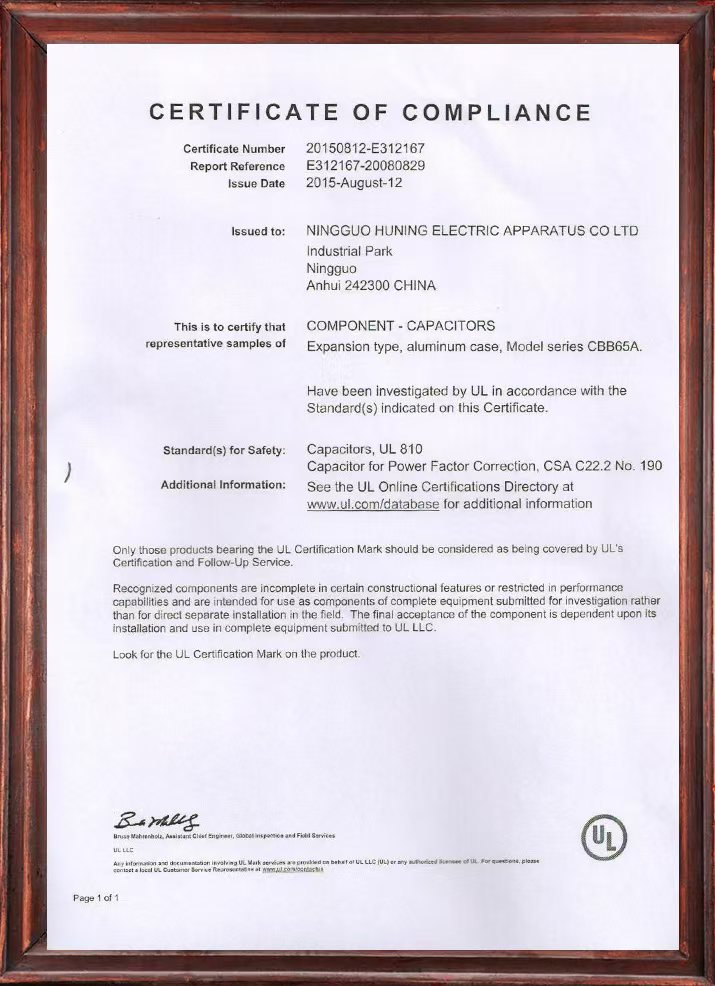 CERTIFICATE OF COMPLIANCE
Certificate Number 20150812-E312167
Report Reference E312167-20080829
Issue Date 2015-August-12
Issued to: NINGGUO HUNING ELECTRIC APPARATUS CO LTD
Industrial Park
Ningguo
Anhui 242300 CHINA
This is to certify that COMPONENT - CAPACITORS
representative samples of Expansion type, aluminum case, Model series CBB65A.
Have been investigated by UL in accordance with the
Standard(s) indicated on this Certificate.
Standard(s) for Safety: Capacitors, UL 810
Capacitor for Power Factor Correction, CSA C22.2 No. 190
Additional Information: See the UL Online Certifications Directory at
www.ul.com/database for additional information
Only those products bearing the UL Certification Mark should be considered as being covered by UL's
Certification and Follow-Up Service.
Recognized components are incomplete in certain constructional features or restricted in performance
capabilities and are intended for use as components of complete equipment submitted for investigation rather
than for direct separate installation in the field. The final acceptance of the component is dependent upon its
installation and use in complete equipment submitted to UL LLC.
Look for the UL Certification Mark on the product.
Bruce Mahrenholz, Assistant Chief Engineer, Global Inspection and Field Services
UL LLC
Any information and documentation involving UL Mark services are provided on behalf of UL LLC (UL) or any authorized licensee of UL. For questions, please
contact a local UL Customer Service Representative at www.ul.com/contactus
UL
Page 1 of 1